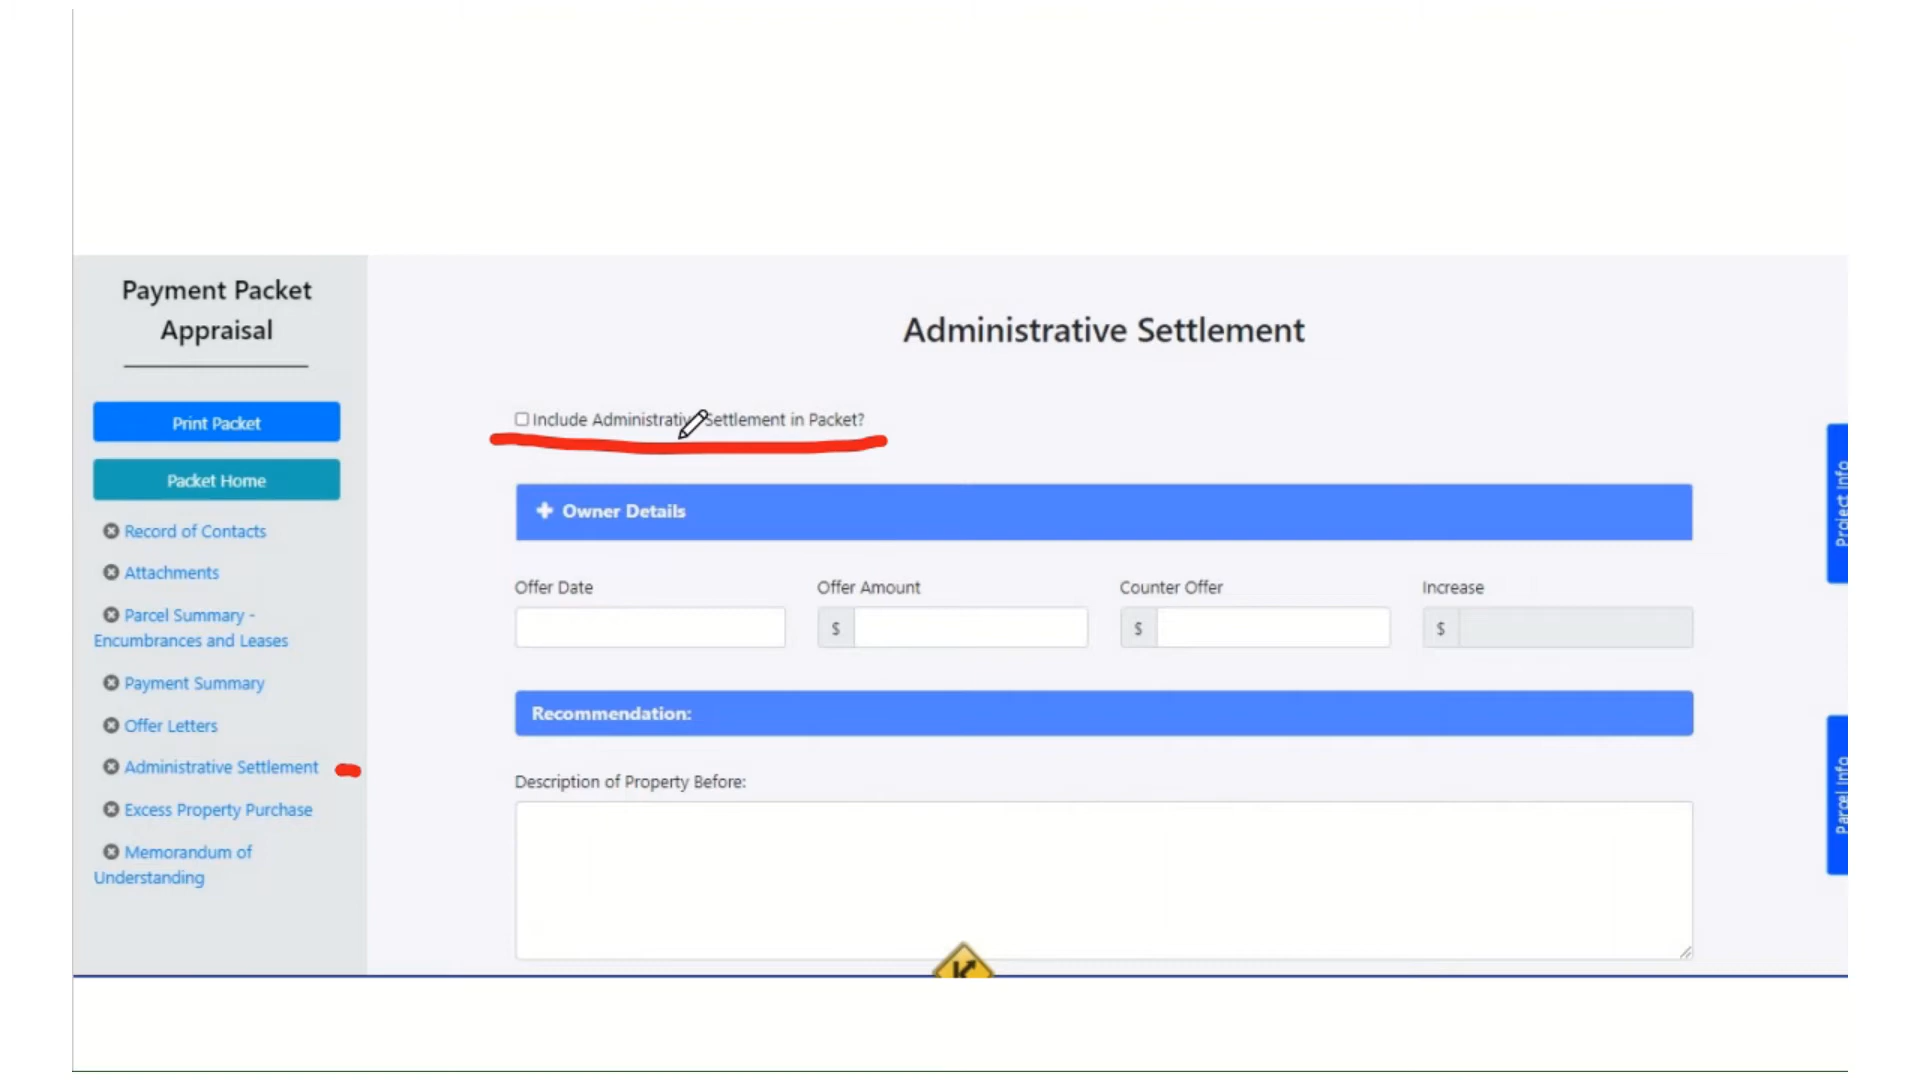 Payment Packet
Appraisal
Print Packet
Packet Home
Record of Contacts
Attachments
Parcel Summary -
Encumbrances and Leases
Payment Summary
Offer Letters
Administrative Settlement
Excess Property Purchase
Memorandum of
Understanding
Administrative Settlement
Include Administrativ Settlement in Packet?
Owner Details
Offer Date Offer Amount Counter Offer Increase
$ $ $
Recommendation:
Description of Property Before:
Project Info
Parcel Info